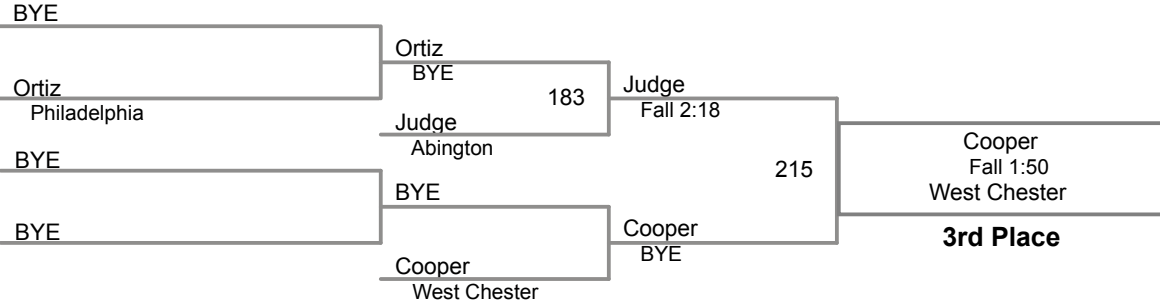 BYE
Ortiz
Philadelphia
BYE
BYE
Ortiz
BYE
183
Judge
Abington
BYE
Cooper
West Chester
Judge
Fall 2:18
215
Cooper
BYE
Cooper
Fall 1:50
West Chester
3rd Place